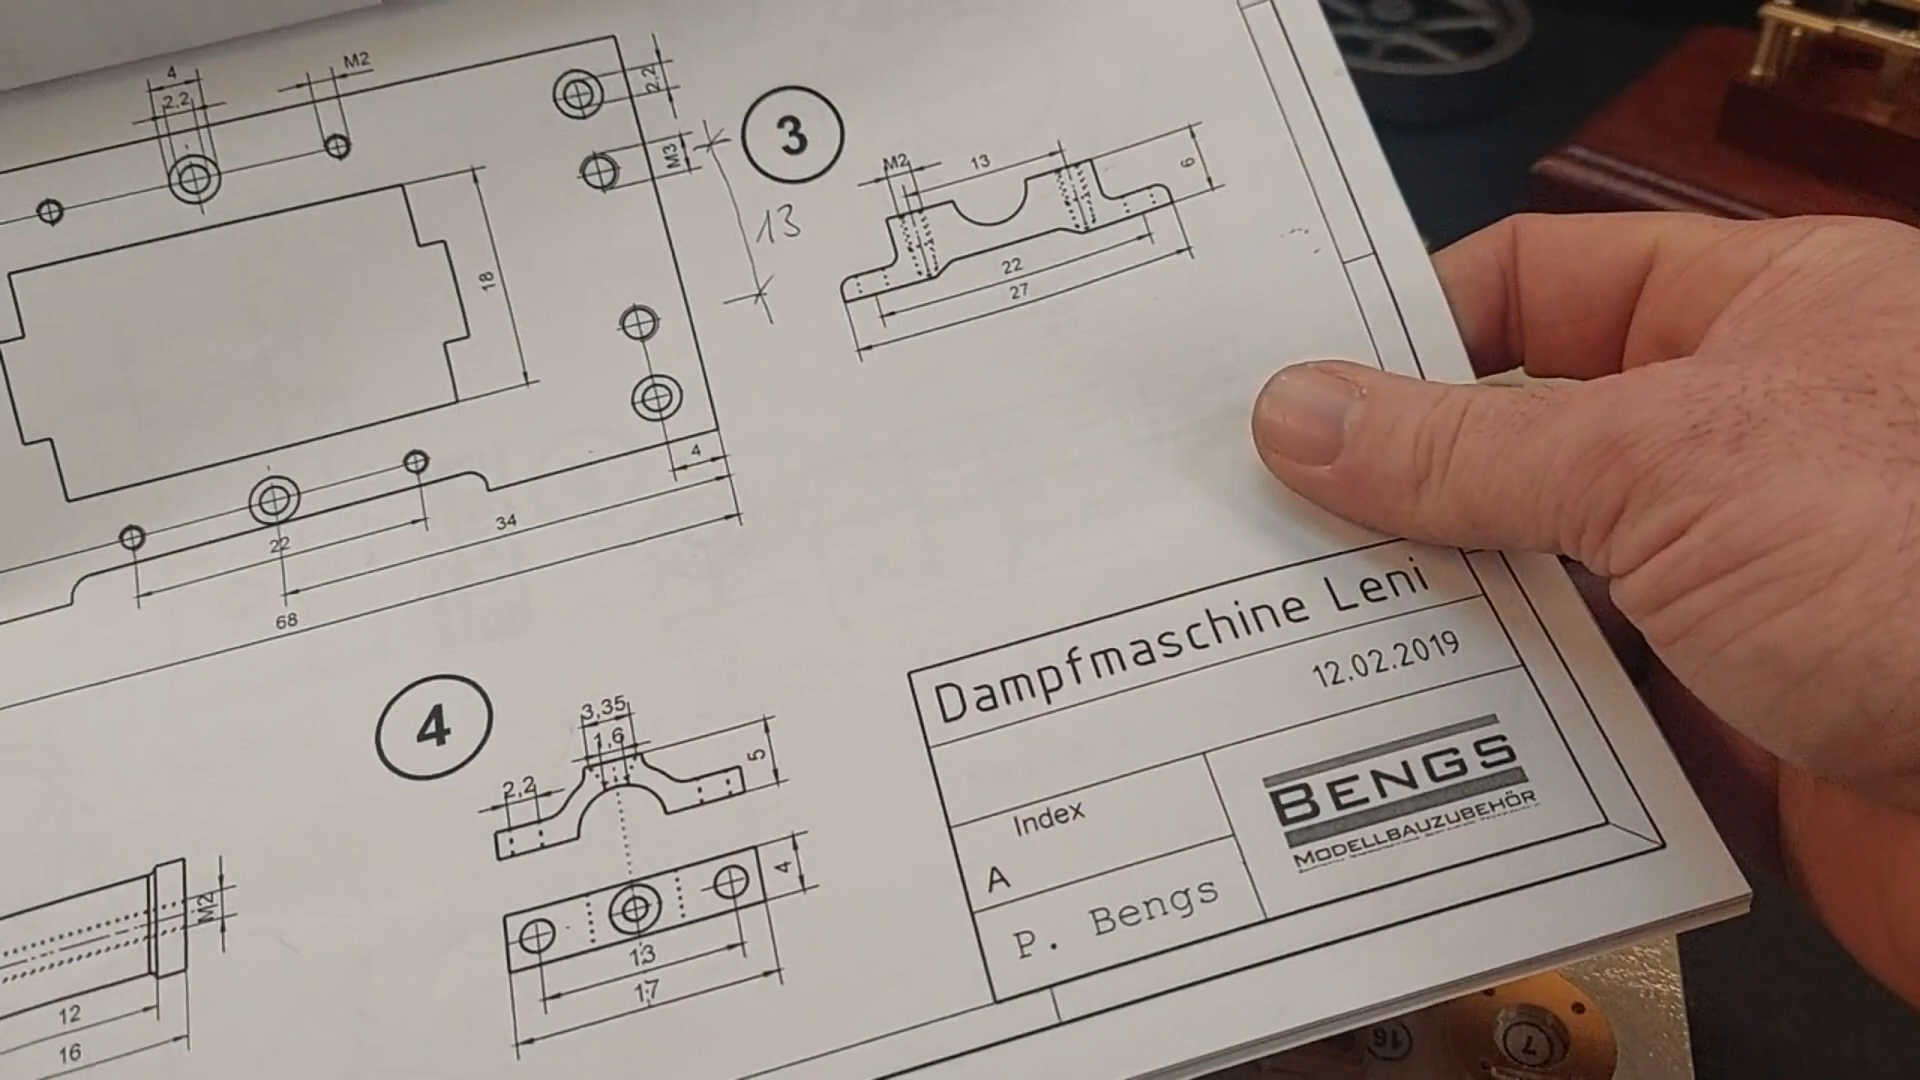 4
M2
2,2
2,2
M3
13
18
4
22
34
68
3
M2
13
6
22
27
4
3,35
1,6
2,2
5
4
13
17
M2
12
16
Dampfmaschine Leni
12.02.2019
Index
A
P. Bengs
BENGS
MODELLBAUZUBEHÖR
16
7